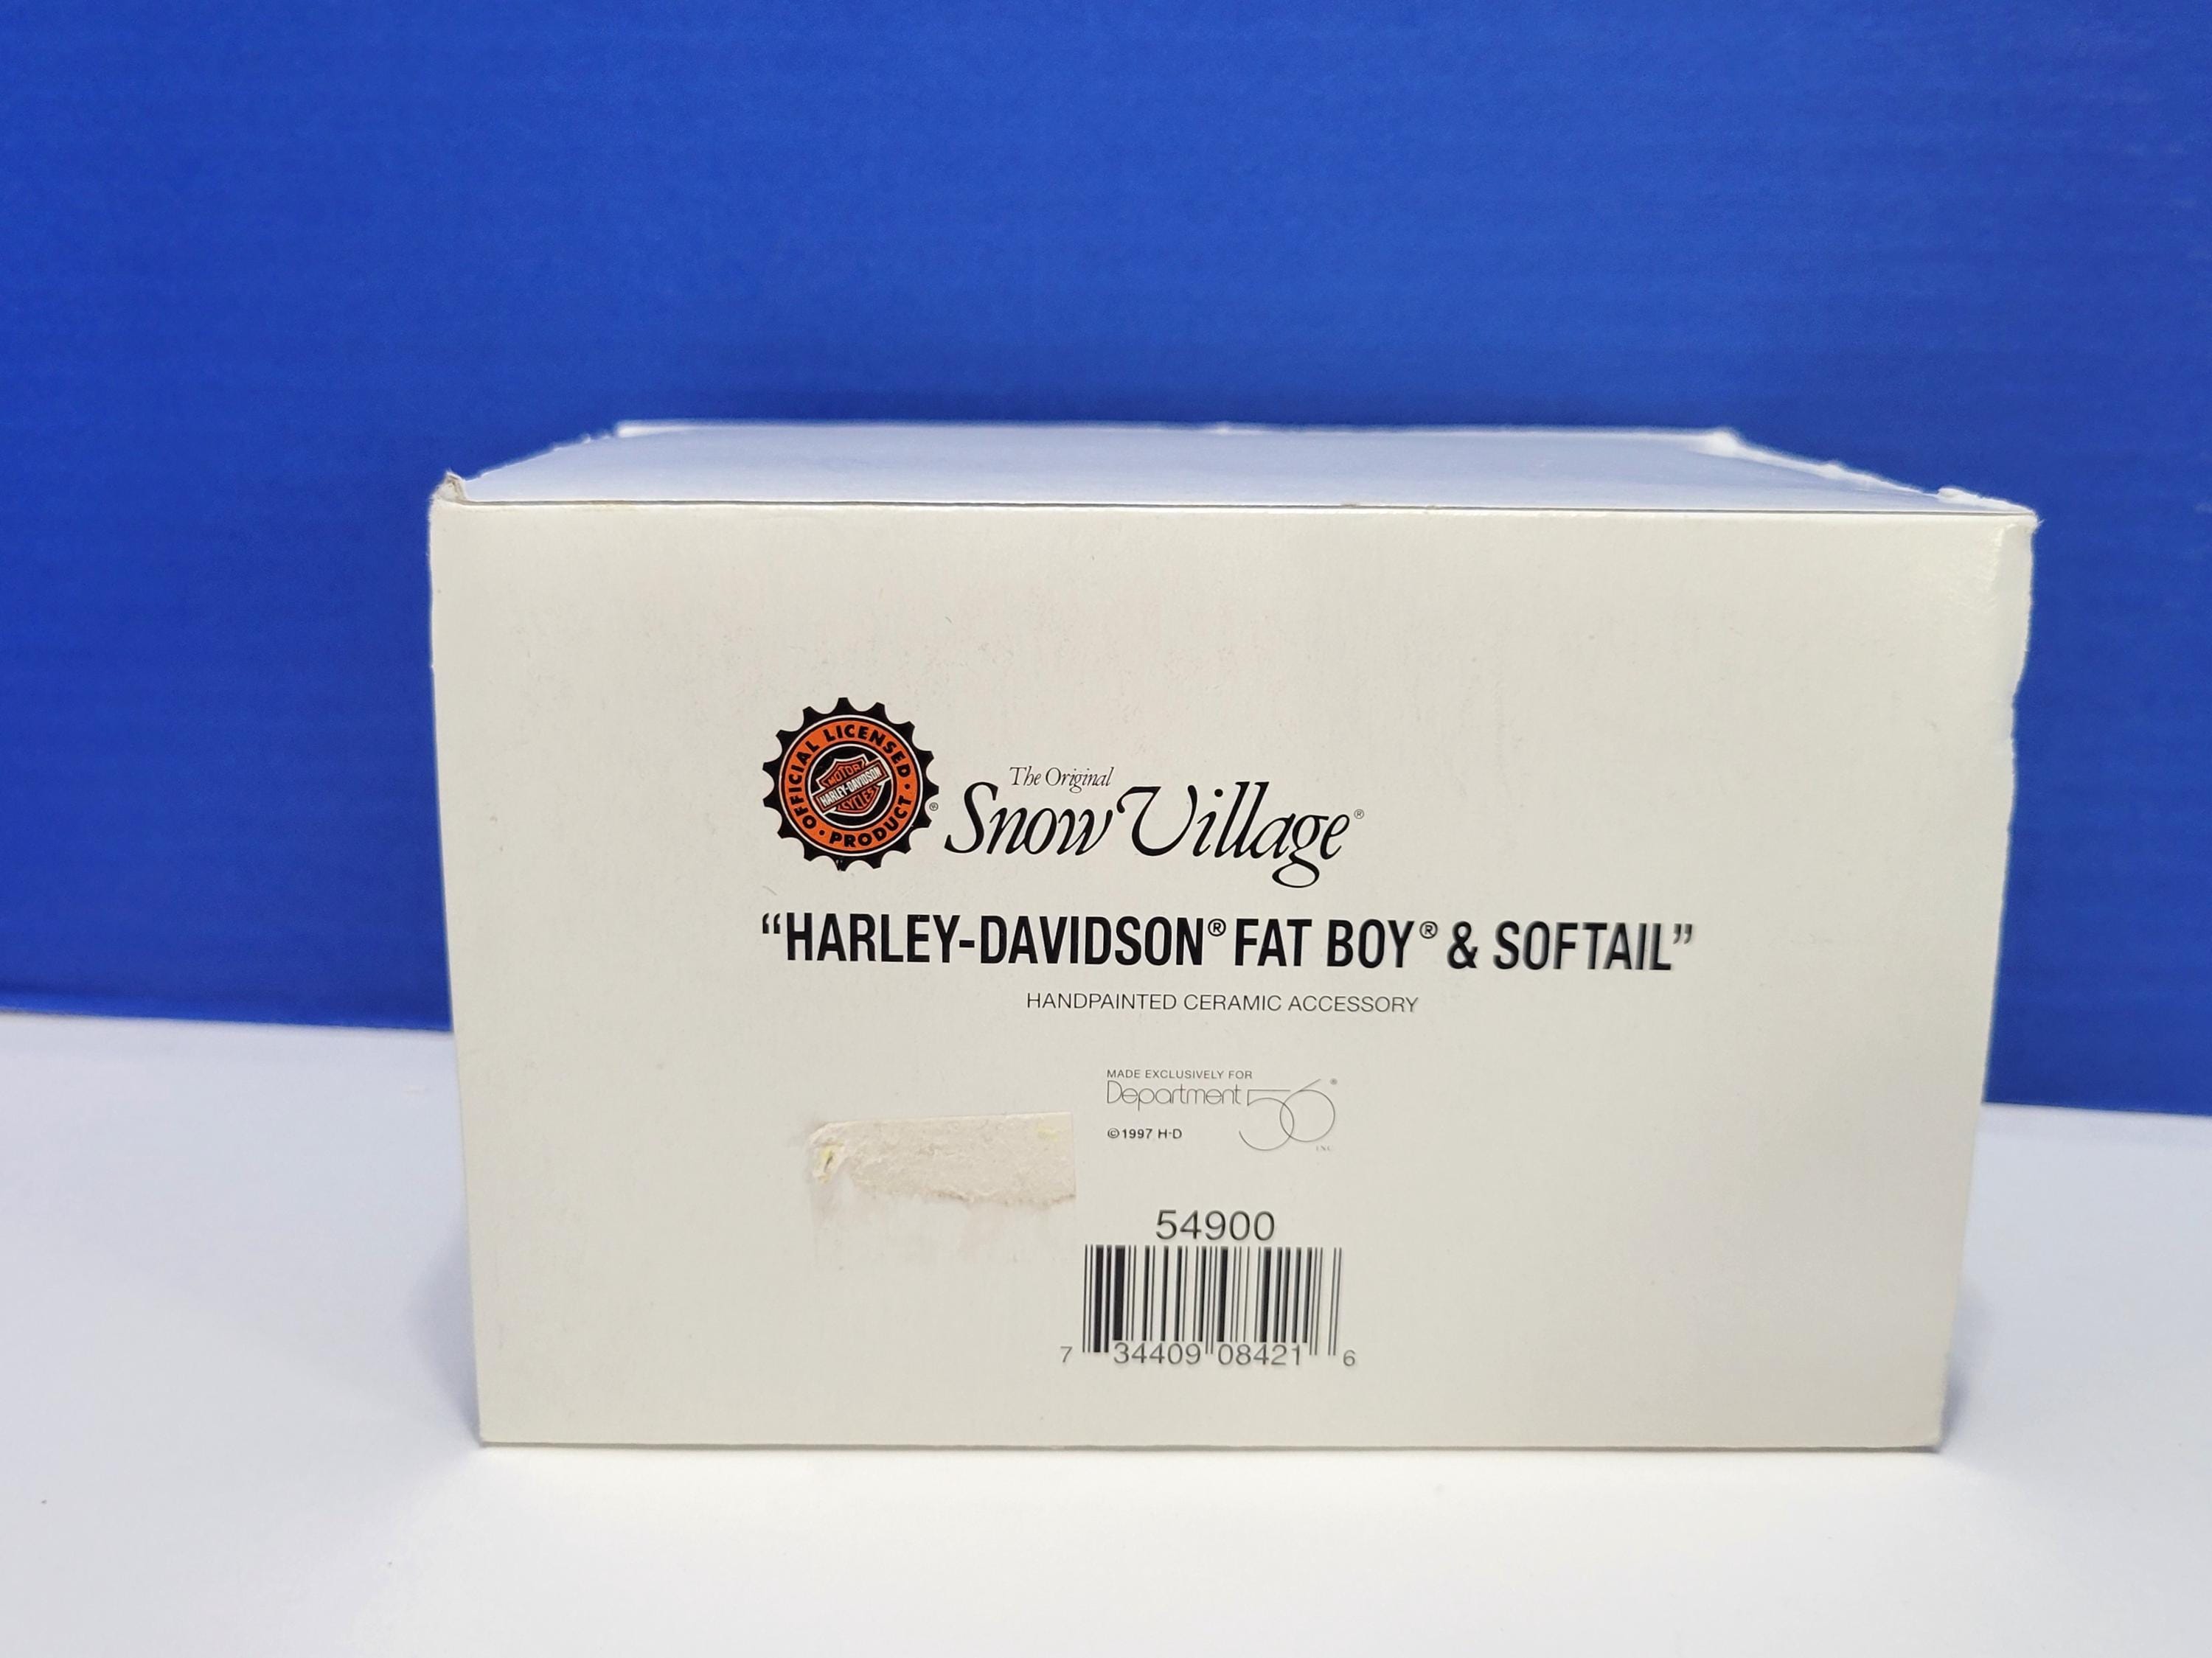 OFFICIAL LICENSED
· PRODUCT ·
MOTOR
HARLEY-DAVIDSON
CYCLES
®
The Original
Snow Village®
“HARLEY-DAVIDSON® FAT BOY® & SOFTAIL”
HANDPAINTED CERAMIC ACCESSORY
MADE EXCLUSIVELY FOR
Department 56®
INC
©1997 H-D
54900
7 34409 08421 6